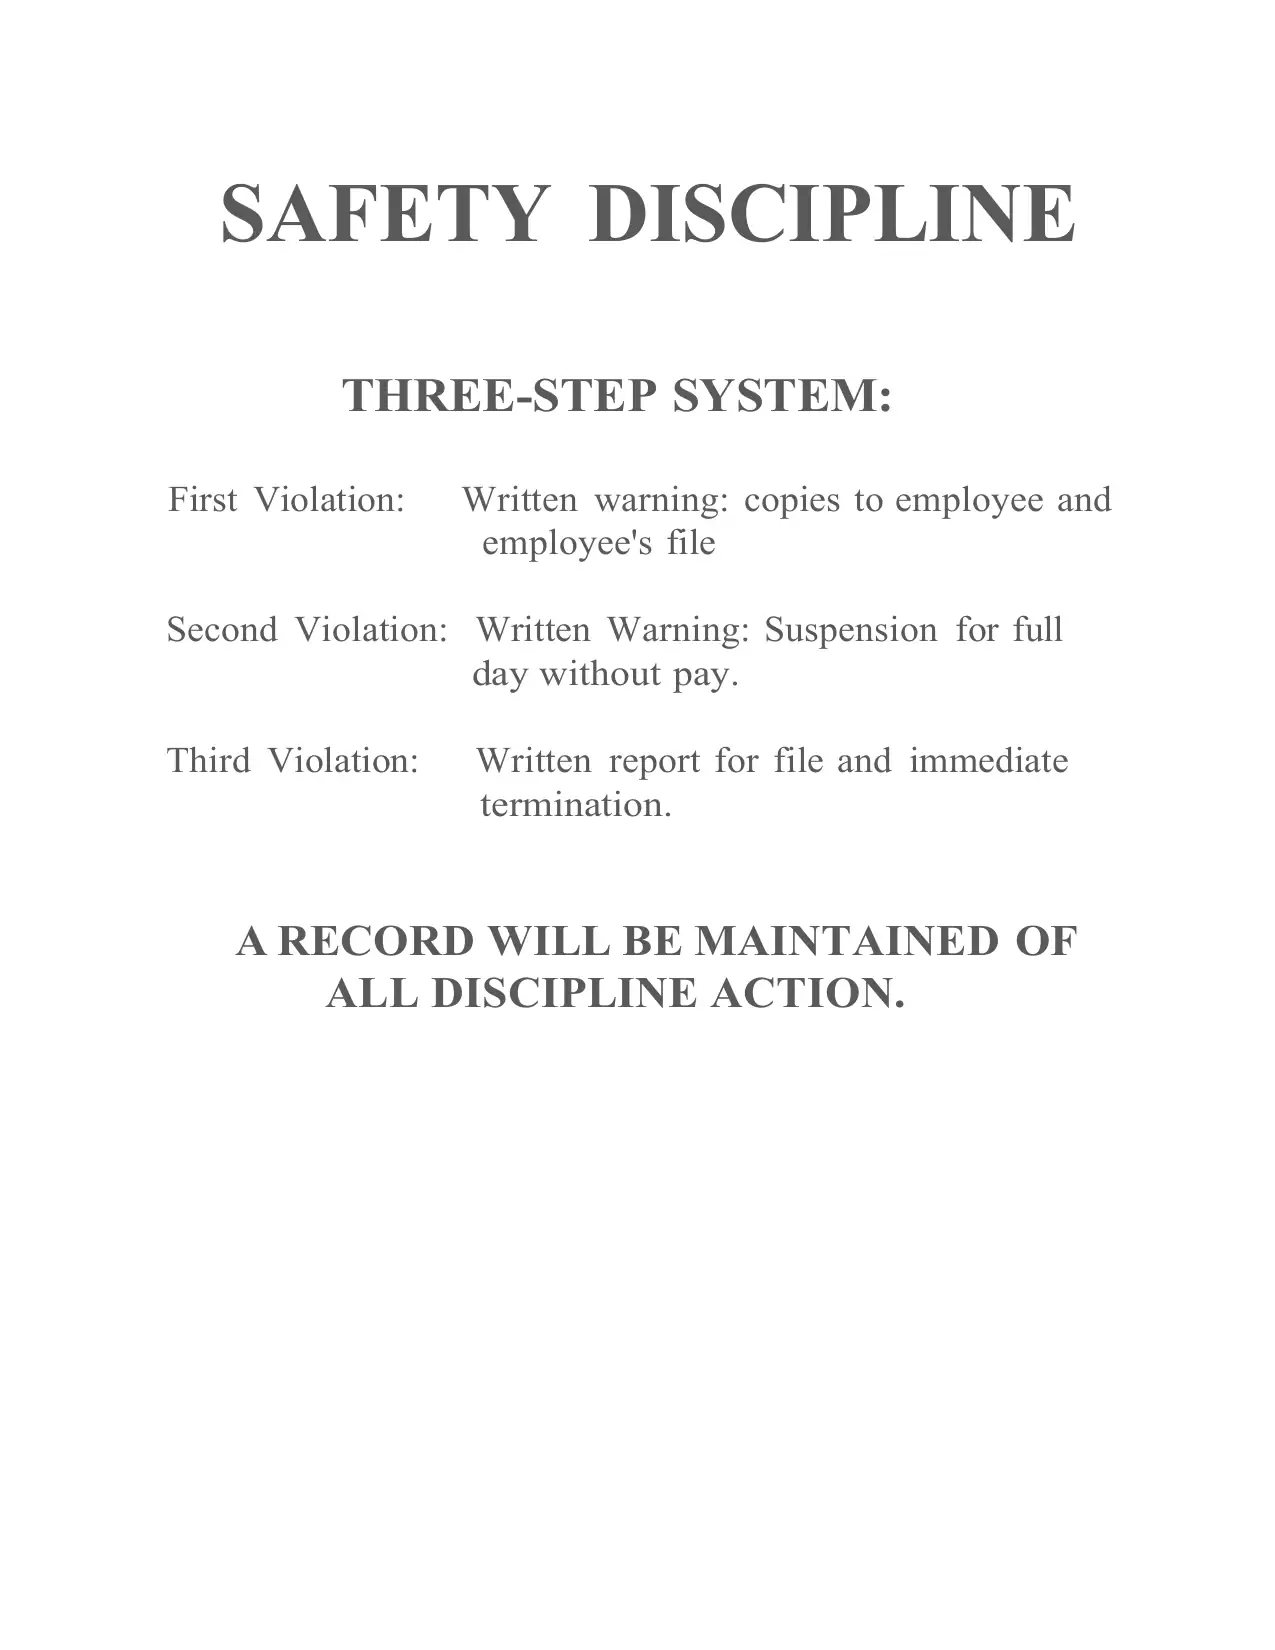 SAFETY DISCIPLINE
THREE-STEP SYSTEM:
First Violation: Written warning: copies to employee and
employee's file
Second Violation: Written Warning: Suspension for full
day without pay.
Third Violation: Written report for file and immediate
termination.
A RECORD WILL BE MAINTAINED OF
ALL DISCIPLINE ACTION.